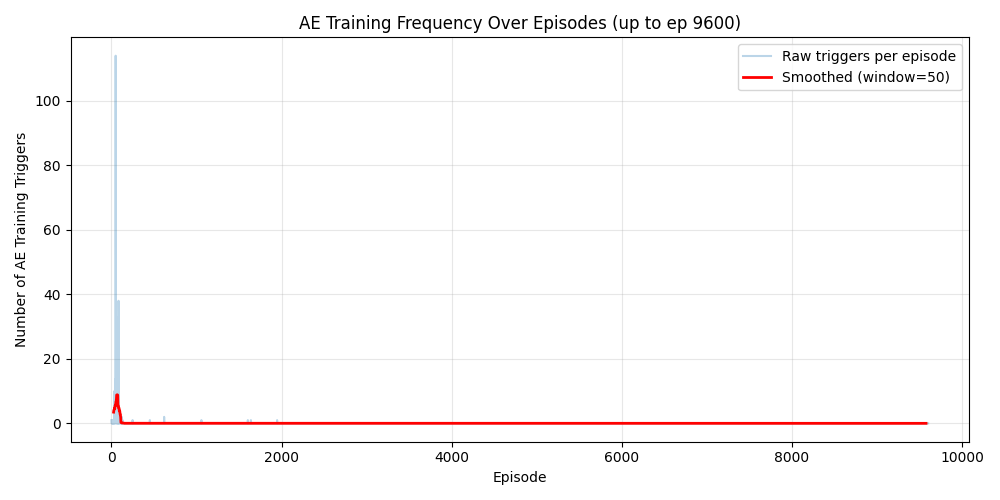 AE Training Frequency Over Episodes (up to ep 9600)
Raw triggers per episode
Smoothed (window=50)
Number of AE Training Triggers
100
80
60
40
20
0
0
2000
4000
6000
8000
10000
Episode